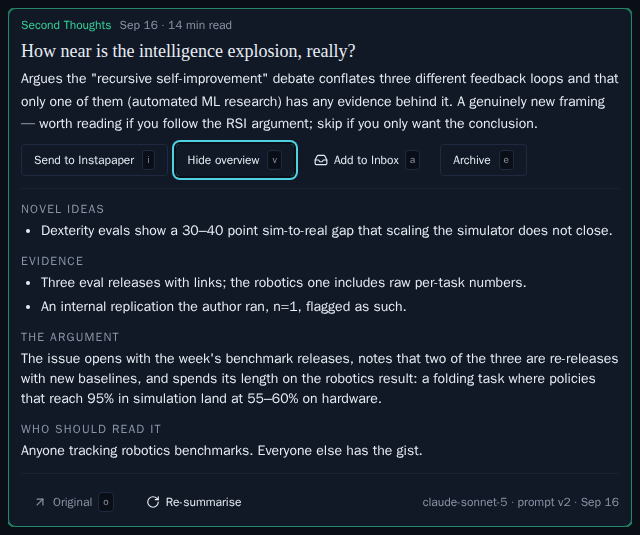 Second Thoughts Sep 16 · 14 min read
How near is the intelligence explosion, really?
Argues the "recursive self-improvement" debate conflates three different feedback loops and that
only one of them (automated ML research) has any evidence behind it. A genuinely new framing
— worth reading if you follow the RSI argument; skip if you only want the conclusion.
Send to Instapaper i Hide overview v Add to Inbox a Archive e
NOVEL IDEAS
• Dexterity evals show a 30–40 point sim-to-real gap that scaling the simulator does not close.
EVIDENCE
• Three eval releases with links; the robotics one includes raw per-task numbers.
• An internal replication the author ran, n=1, flagged as such.
THE ARGUMENT
The issue opens with the week's benchmark releases, notes that two of the three are re-releases
with new baselines, and spends its length on the robotics result: a folding task where policies
that reach 95% in simulation land at 55–60% on hardware.
WHO SHOULD READ IT
Anyone tracking robotics benchmarks. Everyone else has the gist.
Original o Re-summarise claude-sonnet-5 · prompt v2 · Sep 16